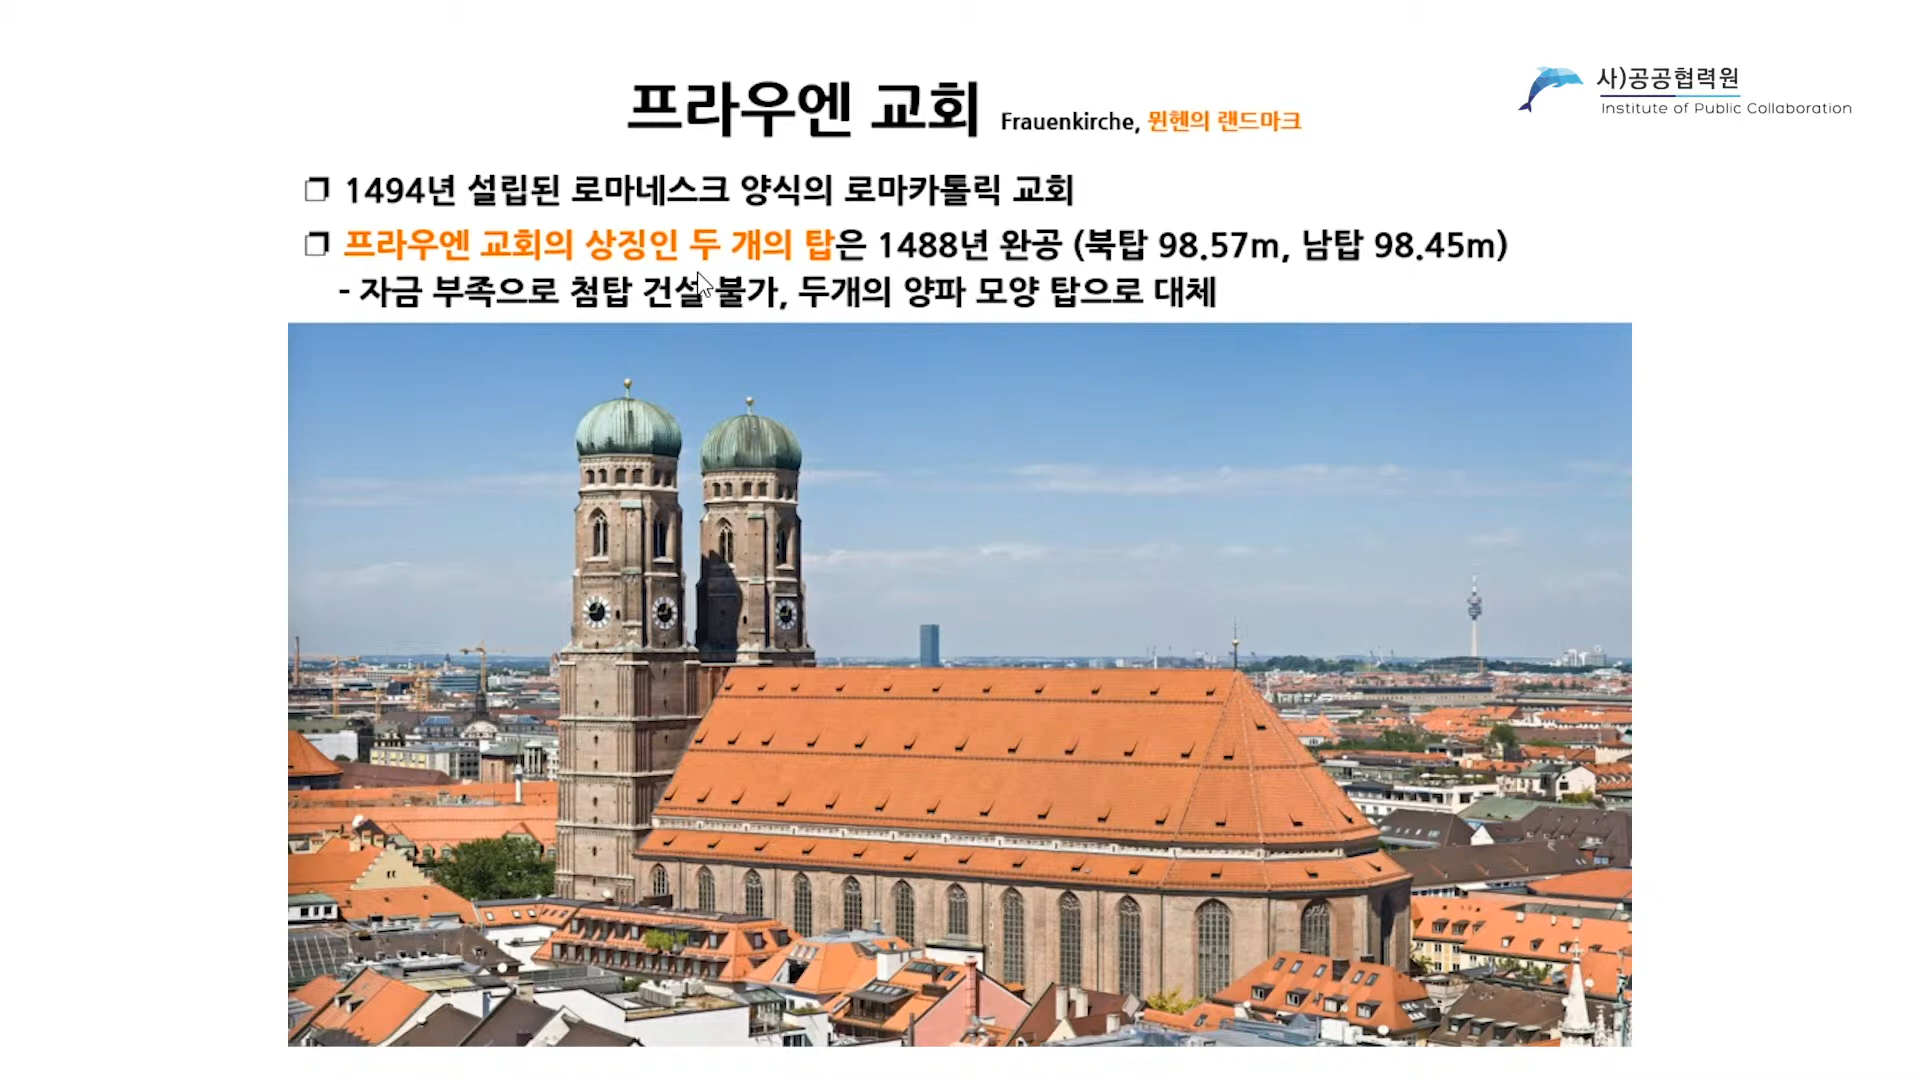 프라우엔 교회 Frauenkirche, 뮌헨의 랜드마크
사)공공협력원
Institute of Public Collaboration
❐ 1494년 설립된 로마네스크 양식의 로마카톨릭 교회
❐ 프라우엔 교회의 상징인 두 개의 탑은 1488년 완공 (북탑 98.57m, 남탑 98.45m)
- 자금 부족으로 첨탑 건설 불가, 두개의 양파 모양 탑으로 대체